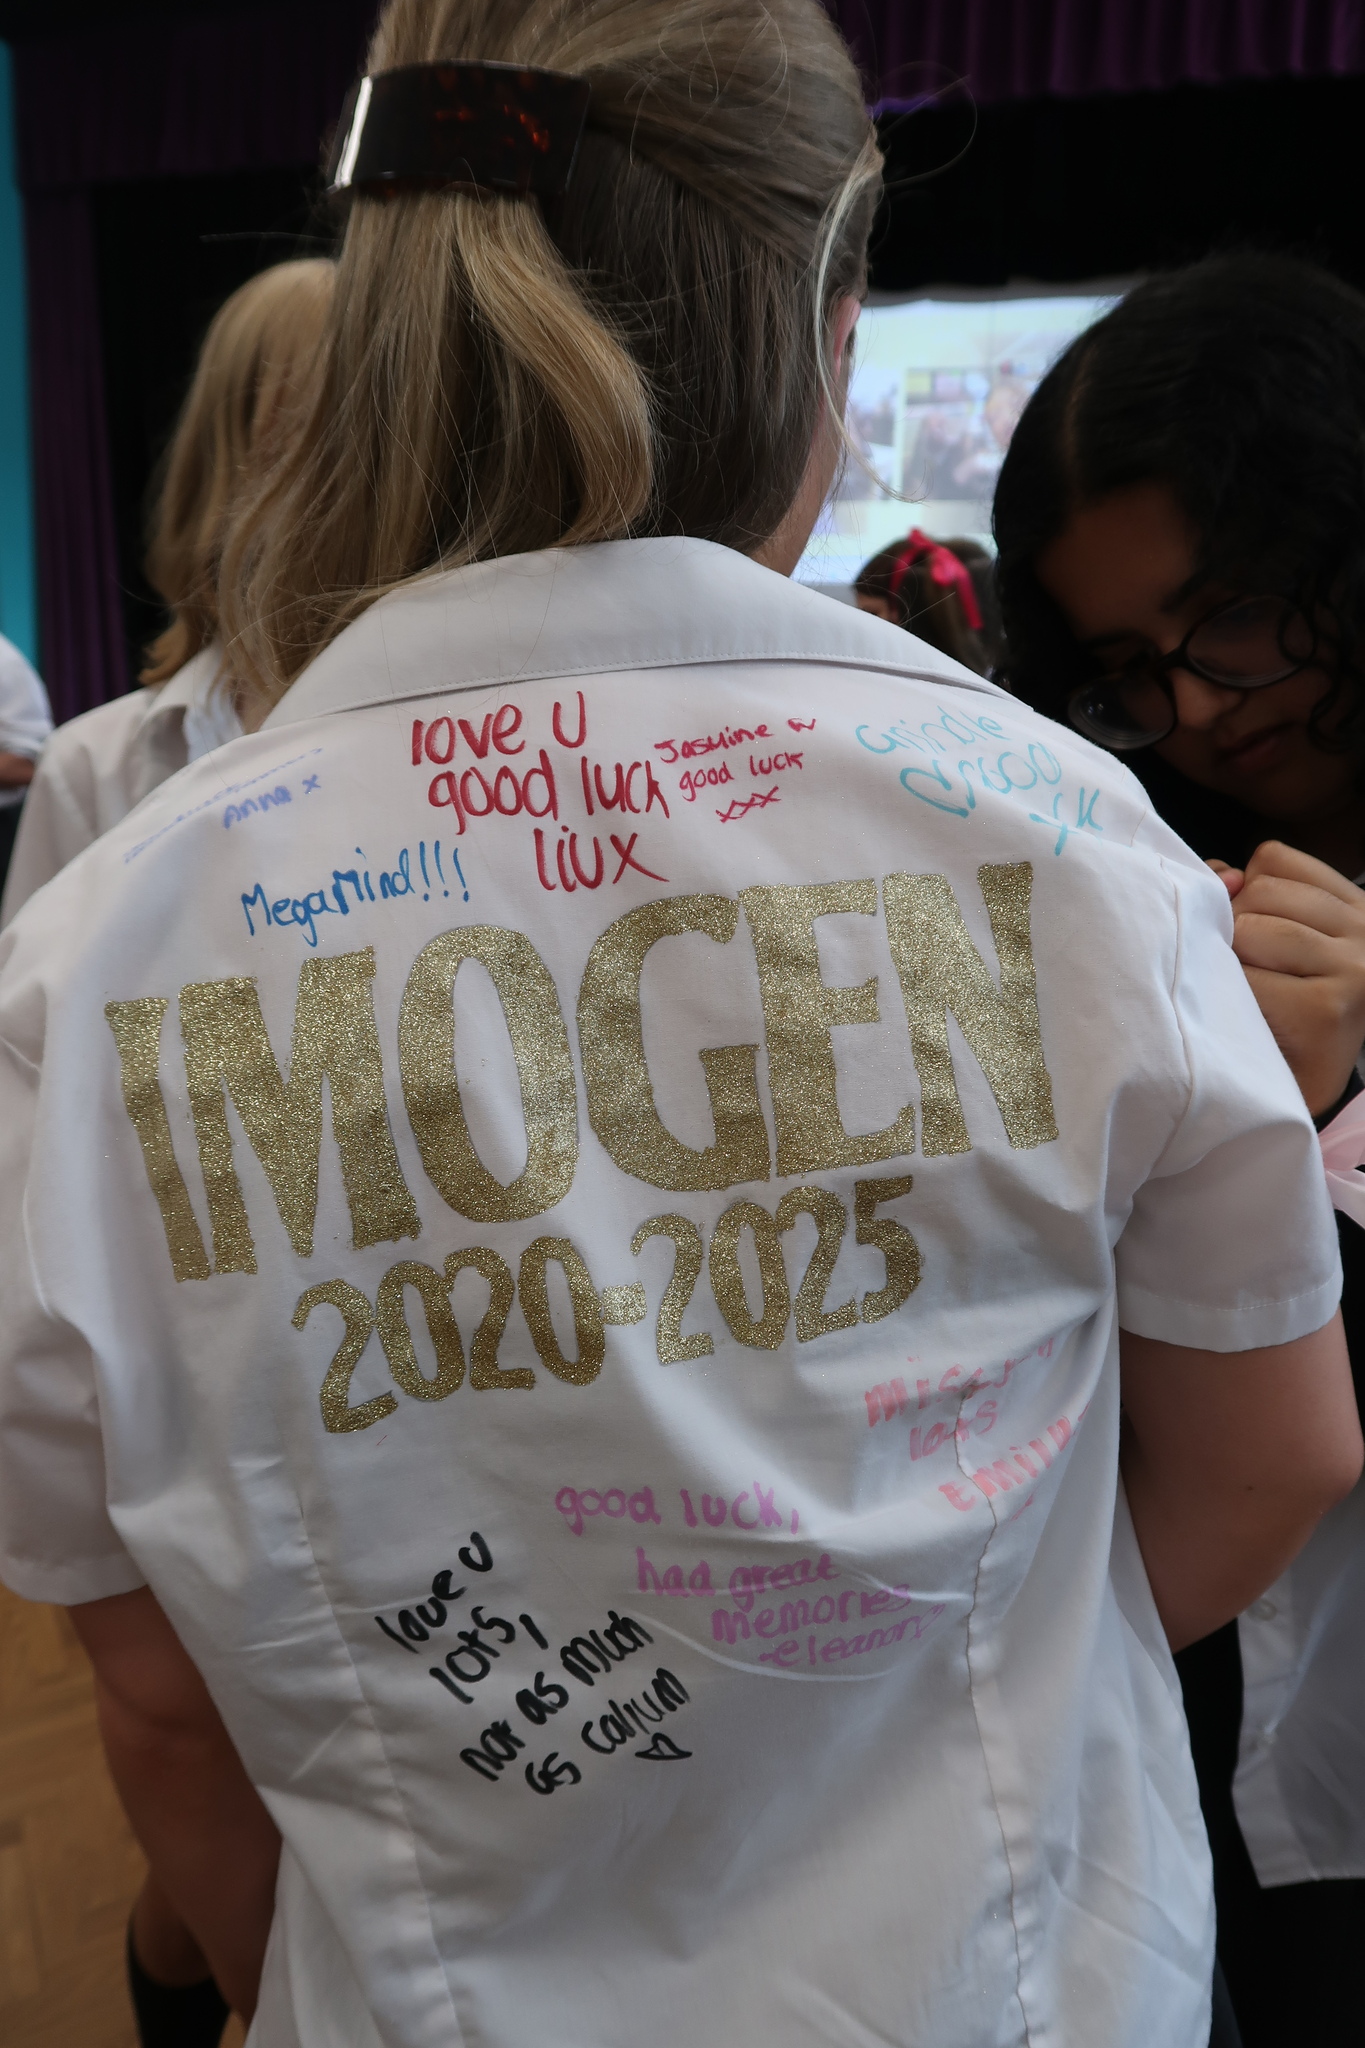 love U
good luck
liv x
Jasmine
good luck
xxx
Anna x
MegaMind!!!
IMOGEN
2020-2025
lots
good luck,
had great
memories
-eleanor
love U
lots,
not as much
as callum